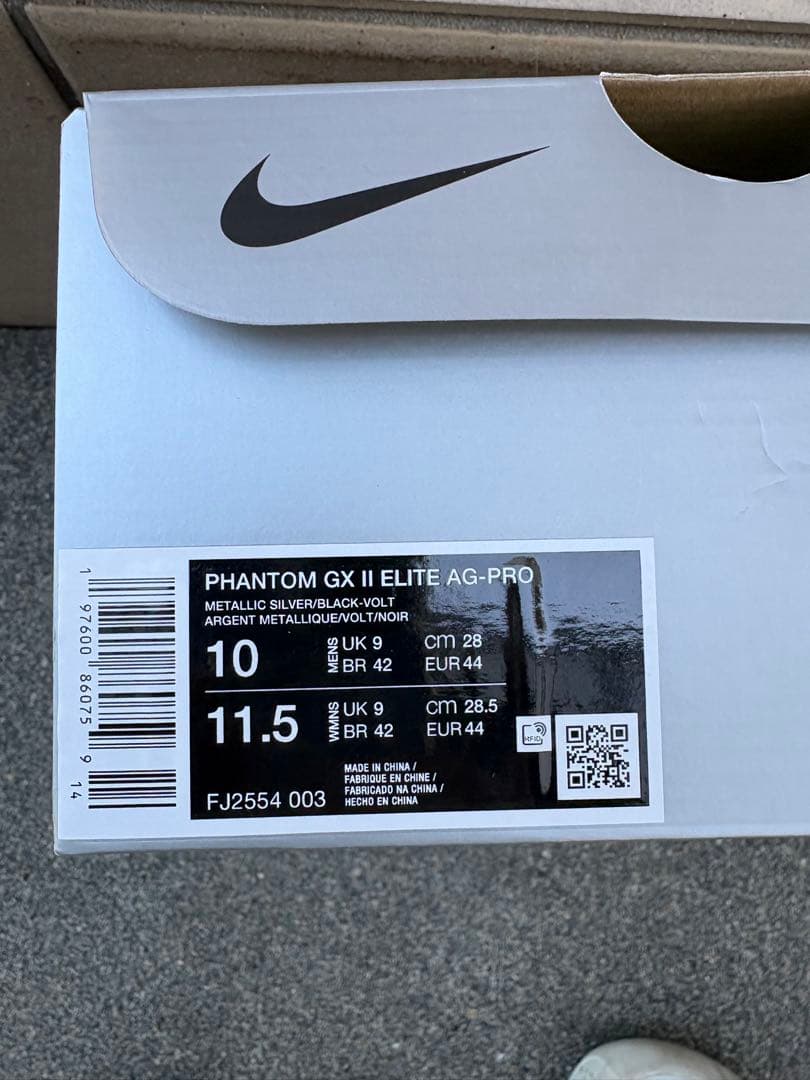 PHANTOM GX II ELITE AG-PRO
METALLIC SILVER/BLACK-VOLT
ARGENT METALLIQUE/VOLT/NOIR
10 MENS UK 9 cm 28
BR 42 EUR 44
11.5 WMNS UK 9 cm 28.5
BR 42 EUR 44
RFID
MADE IN CHINA /
FABRIQUE EN CHINE /
FABRICADO NA CHINA /
HECHO EN CHINA
FJ2554 003
1 97600 86075 9 14